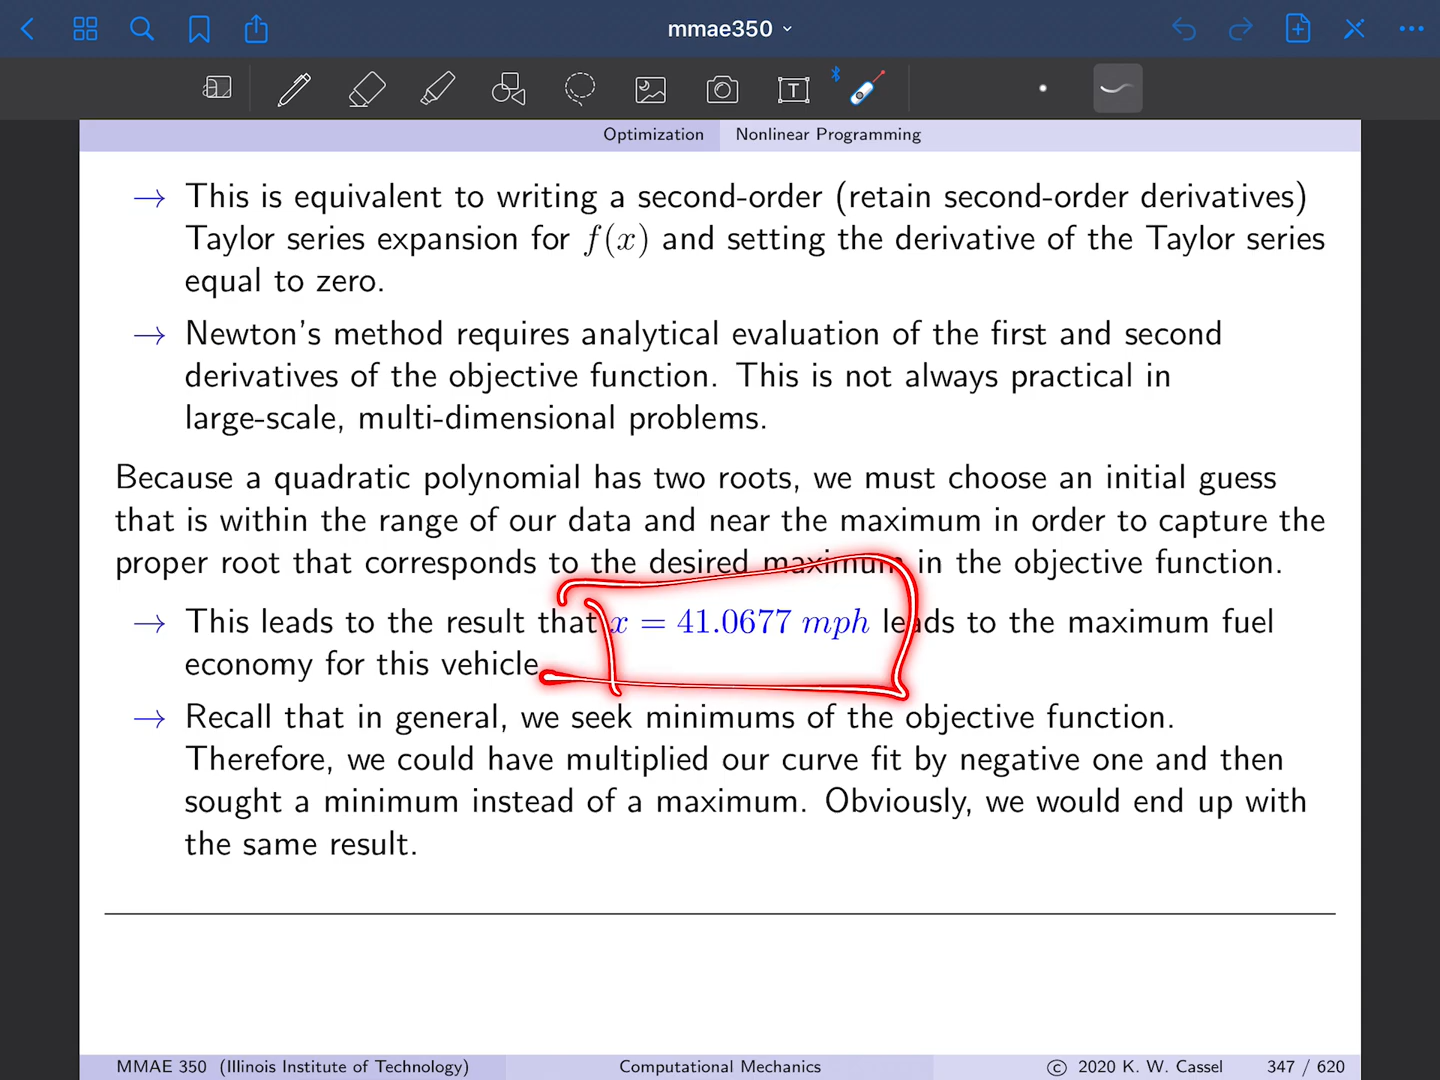 mmae350
T
Optimization Nonlinear Programming
→ This is equivalent to writing a second-order (retain second-order derivatives)
Taylor series expansion for f(x) and setting the derivative of the Taylor series
equal to zero.
→ Newton's method requires analytical evaluation of the first and second
derivatives of the objective function. This is not always practical in
large-scale, multi-dimensional problems.
Because a quadratic polynomial has two roots, we must choose an initial guess
that is within the range of our data and near the maximum in order to capture the
proper root that corresponds to the desired maximum in the objective function.
→ This leads to the result that x = 41.0677 mph leads to the maximum fuel
economy for this vehicle.
→ Recall that in general, we seek minimums of the objective function.
Therefore, we could have multiplied our curve fit by negative one and then
sought a minimum instead of a maximum. Obviously, we would end up with
the same result.
MMAE 350 (Illinois Institute of Technology) Computational Mechanics © 2020 K. W. Cassel 347 / 620